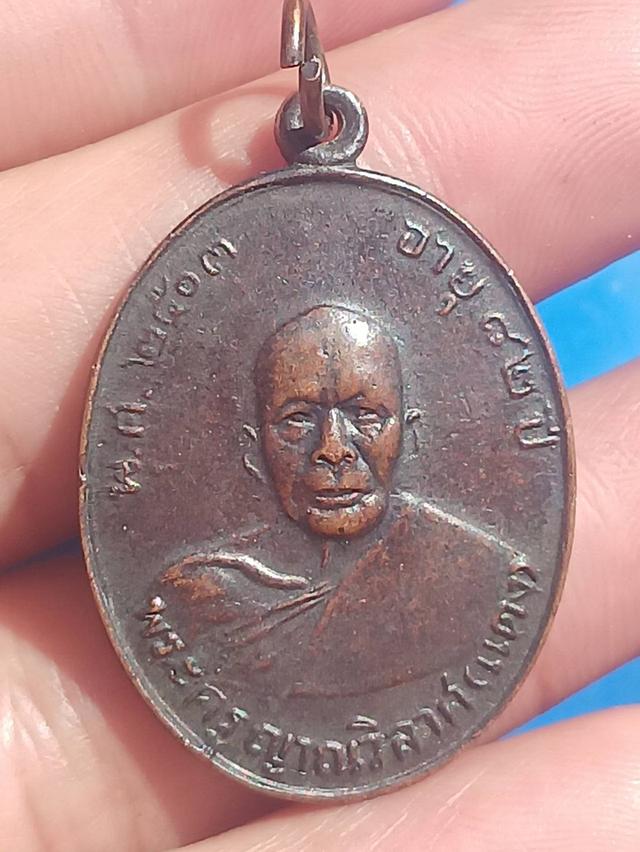 พ.ศ. ๒๕๑๓
อายุ ๘๒ ปี
พระครูญาณวิลาศ (แดง)